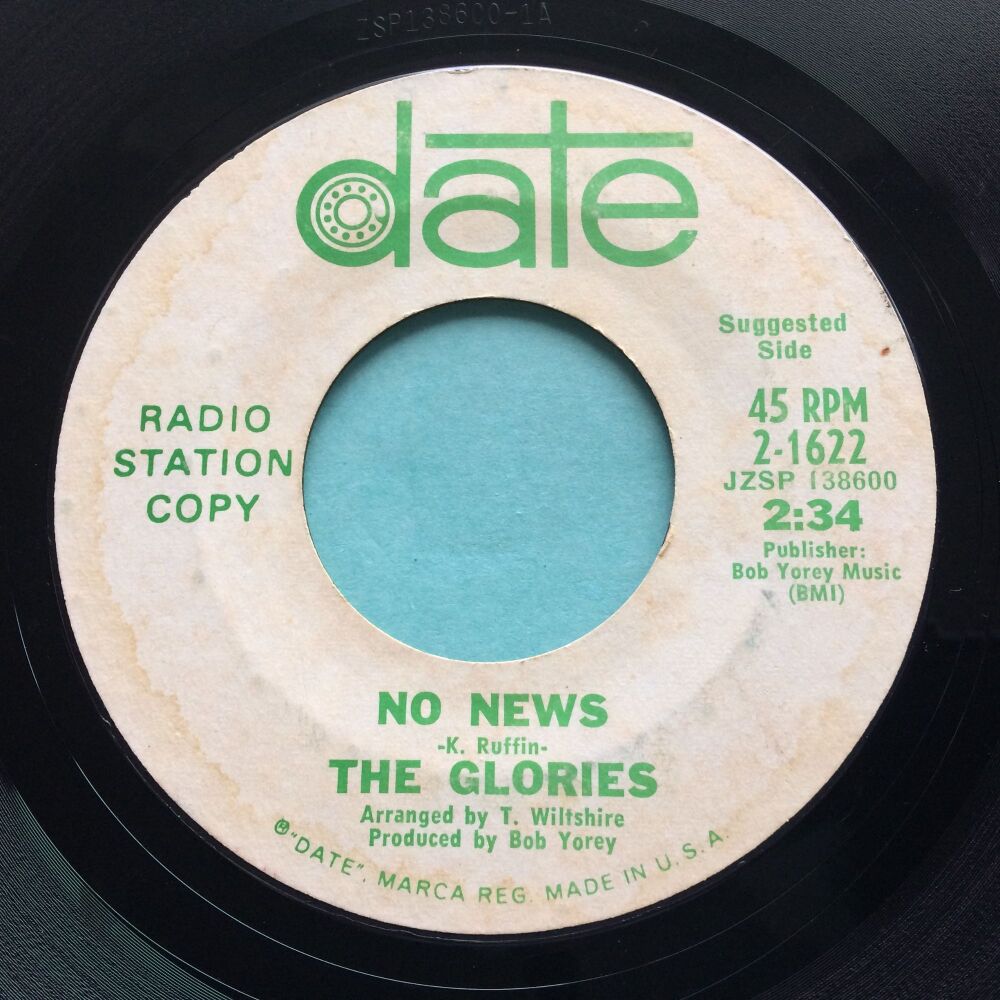 ZSP138600-1A
date
Suggested
Side
RADIO
STATION
COPY
45 RPM
2-1622
JZSP 138600
2:34
Publisher:
Bob Yorey Music
(BMI)
NO NEWS
-K. Ruffin-
THE GLORIES
Arranged by T. Wiltshire
Produced by Bob Yorey
®"DATE". MARCA REG. MADE IN U.S.A.